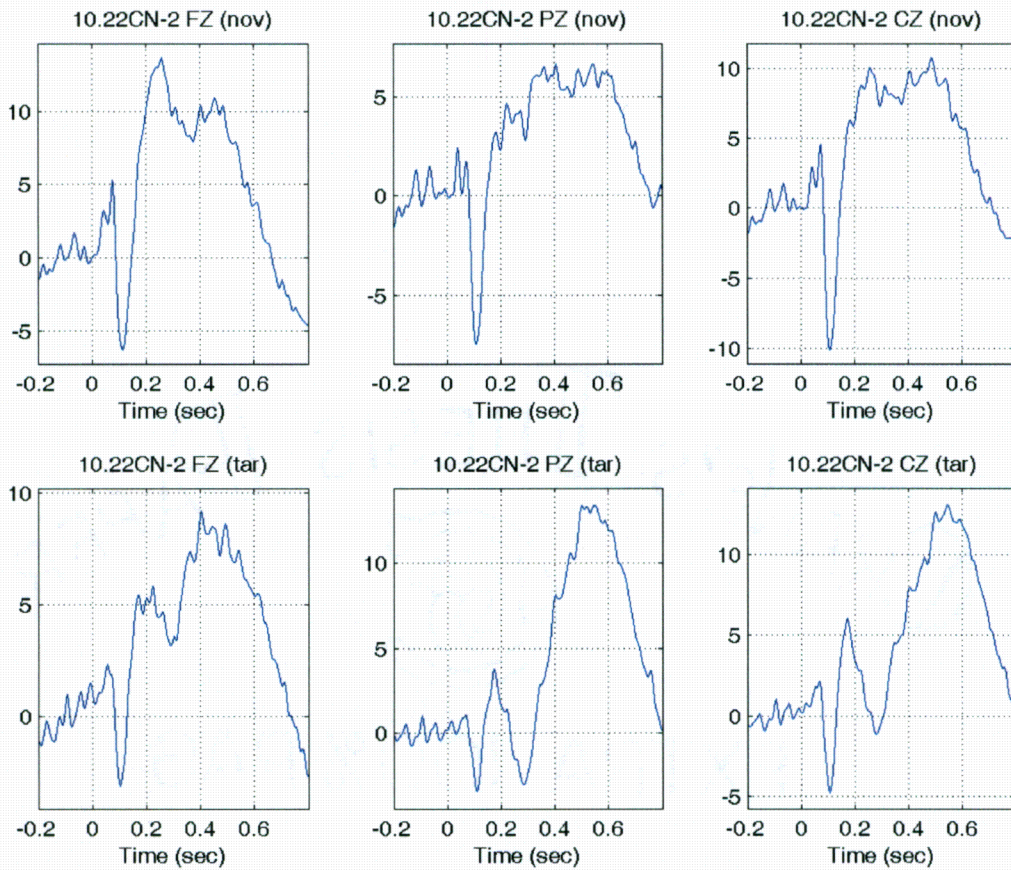 10.22CN-2 FZ (nov)
10.22CN-2 PZ (nov)
10.22CN-2 CZ (nov)
10
5
0
-5
5
0
-5
10
5
0
-5
-10
-0.2 0 0.2 0.4 0.6
-0.2 0 0.2 0.4 0.6
-0.2 0 0.2 0.4 0.6
Time (sec)
Time (sec)
Time (sec)
10.22CN-2 FZ (tar)
10.22CN-2 PZ (tar)
10.22CN-2 CZ (tar)
10
5
0
10
5
0
10
5
0
-5
-0.2 0 0.2 0.4 0.6
-0.2 0 0.2 0.4 0.6
-0.2 0 0.2 0.4 0.6
Time (sec)
Time (sec)
Time (sec)